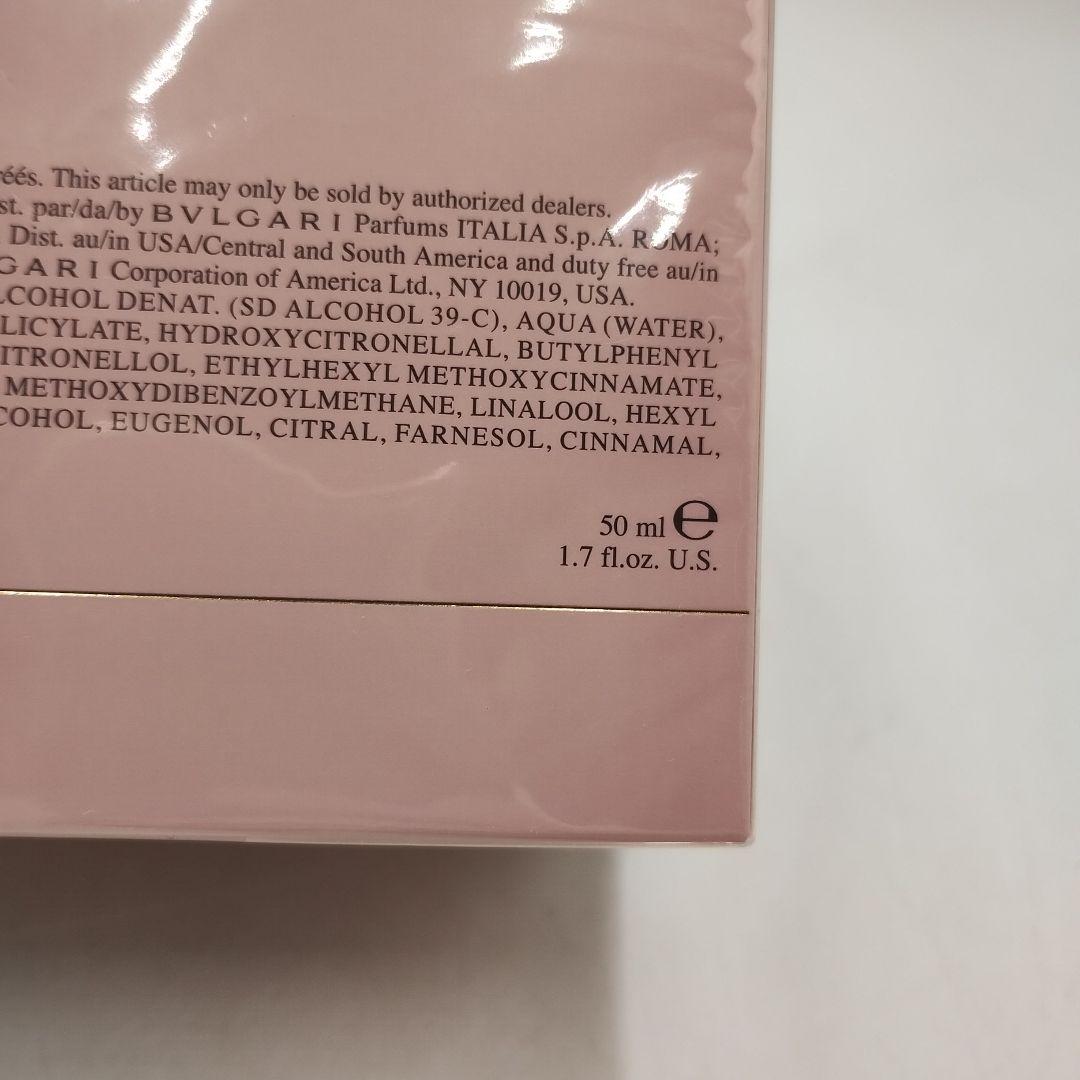 réés. This article may only be sold by authorized dealers.
st. par/da/by BVLGARI Parfums ITALIA S.p.A. ROMA;
Dist. au/in USA/Central and South America and duty free au/in
GARI Corporation of America Ltd., NY 10019, USA.
LCOHOL DENAT. (SD ALCOHOL 39-C), AQUA (WATER),
LICYLATE, HYDROXYCITRONELLAL, BUTYLPHENYL
ITRONELLOL, ETHYLHEXYL METHOXYCINNAMATE,
METHOXYDIBENZOYLMETHANE, LINALOOL, HEXYL
COHOL, EUGENOL, CITRAL, FARNESOL, CINNAMAL,
50 ml ℮
1.7 fl.oz. U.S.